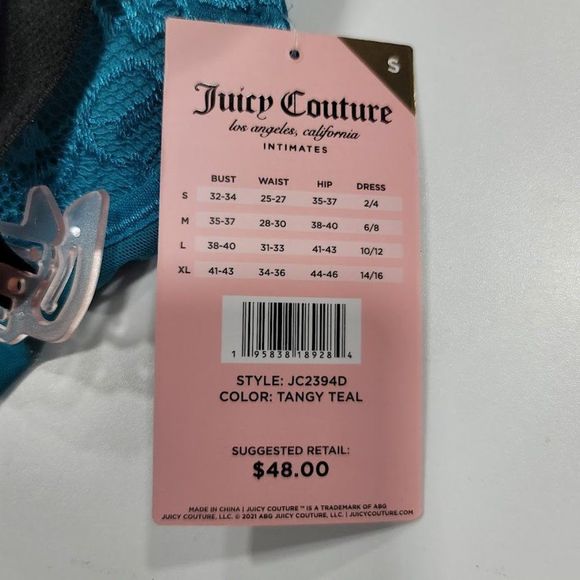 S
Juicy Couture
los angeles, california
INTIMATES
BUST WAIST HIP DRESS
S 32-34 25-27 35-37 2/4
M 35-37 28-30 38-40 6/8
L 38-40 31-33 41-43 10/12
XL 41-43 34-36 44-46 14/16
1 95838 18928 4
STYLE: JC2394D
COLOR: TANGY TEAL
SUGGESTED RETAIL:
$48.00
MADE IN CHINA | JUICY COUTURE ™ IS A TRADEMARK OF ABG
JUICY COUTURE, LLC. © 2021 ABG JUICY COUTURE, LLC. | JUICYCOUTURE.COM